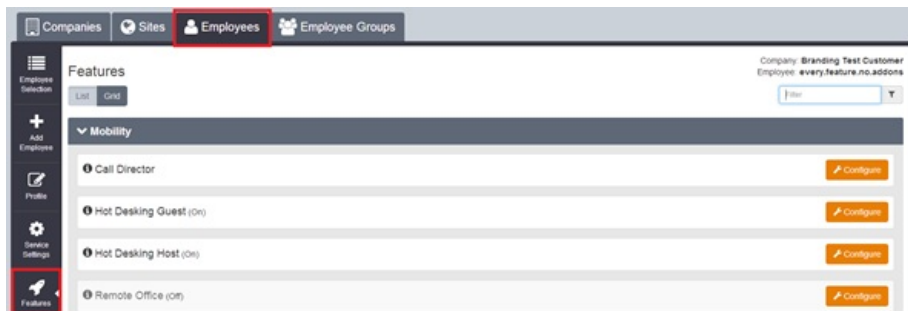 Companies Sites Employees Employee Groups
Employee
Selection
Add
Employee
Profile
Service
Settings
Features
Features
Company: Branding Test Customer
Employee: every.feature.no.addons
List Grid
Filter
Mobility
Call Director
Configure
Hot Desking Guest (On)
Configure
Hot Desking Host (On)
Configure
Remote Office (Off)
Configure